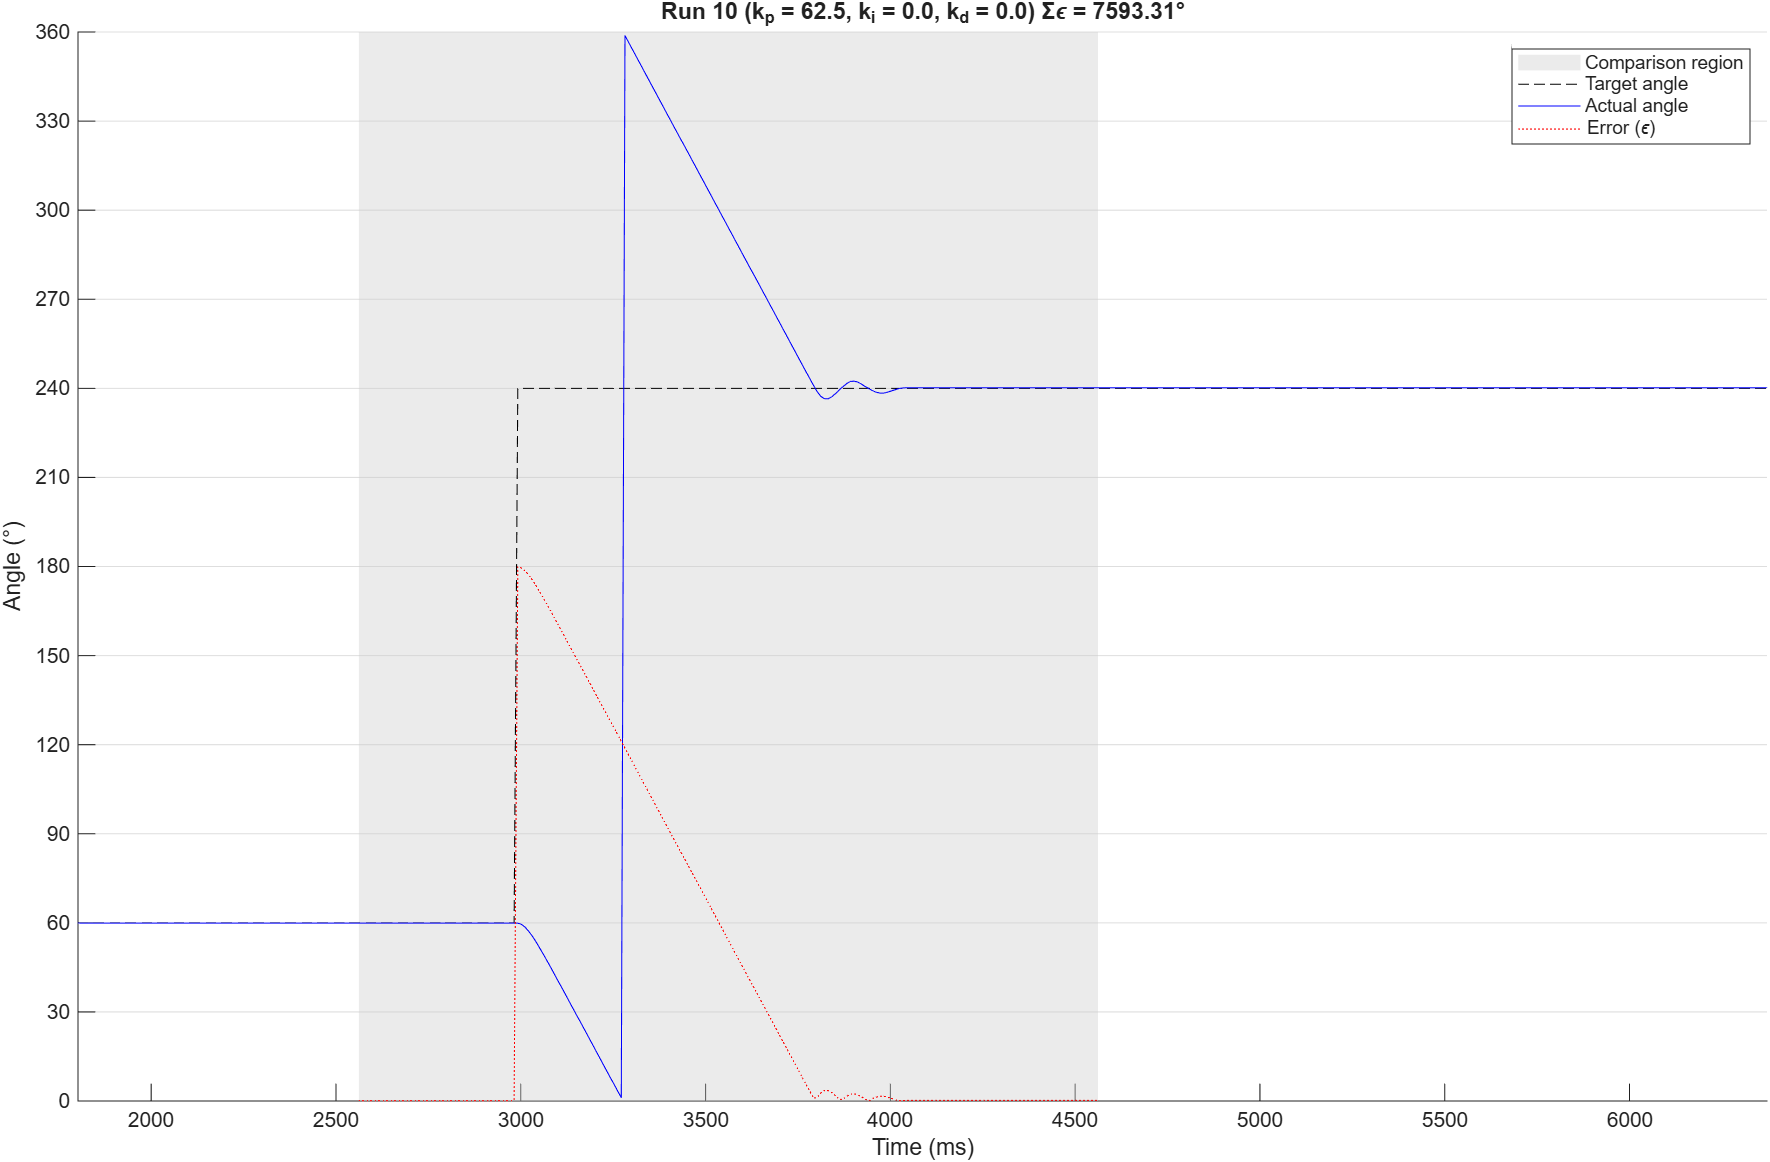 Run 10 (kp = 62.5, ki = 0.0, kd = 0.0) Σϵ = 7593.31°
360
330
300
270
240
210
180
150
120
90
60
30
0
Angle (°)
Comparison region
Target angle
Actual angle
Error (ϵ)
2000 2500 3000 3500 4000 4500 5000 5500 6000
Time (ms)